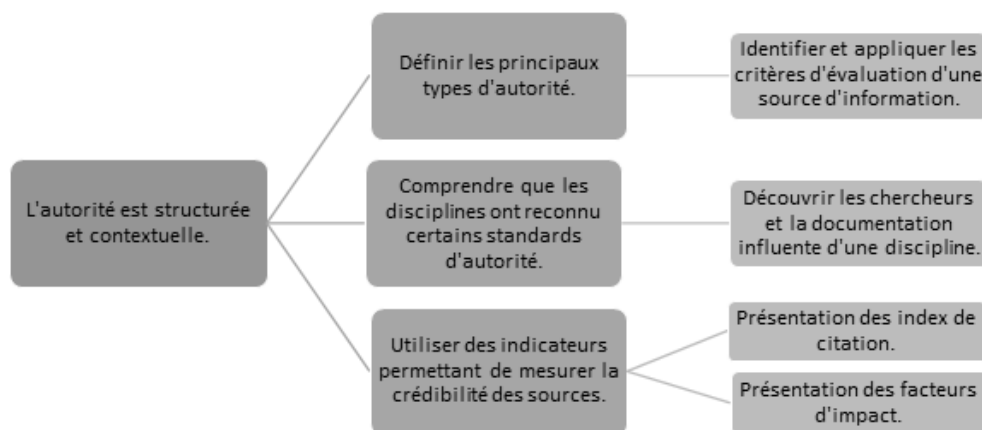 L'autorité est structurée
et contextuelle.
Définir les principaux
types d'autorité.
Identifier et appliquer les
critères d'évaluation d'une
source d'information.
Comprendre que les
disciplines ont reconnu
certains standards
d'autorité.
Découvrir les chercheurs
et la documentation
influente d'une discipline.
Utiliser des indicateurs
permettant de mesurer la
crédibilité des sources.
Présentation des index de
citation.
Présentation des facteurs
d'impact.